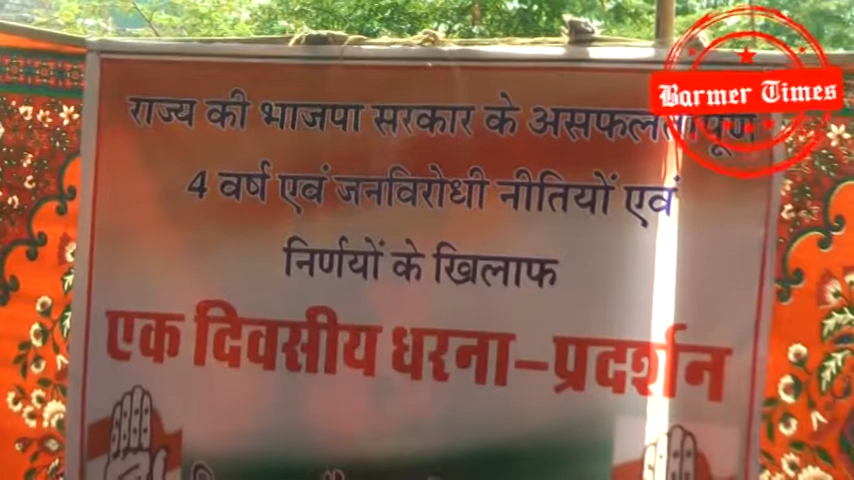 Barmer Times
राज्य की भाजपा सरकार के असफलतापूर्ण
4 वर्ष एवं जनविरोधी नीतियों एवं
निर्णयों के खिलाफ
एक दिवसीय धरना-प्रदर्शन